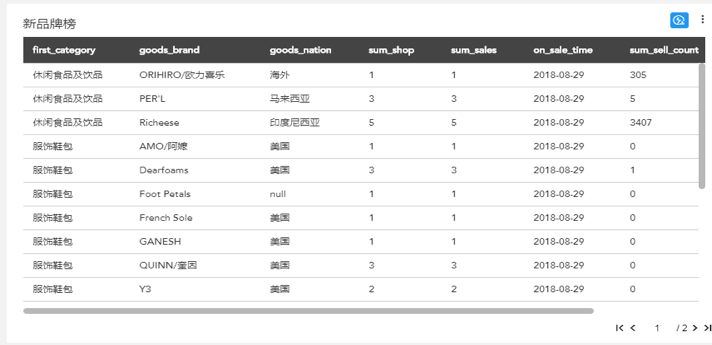 新品牌榜
first_category goods_brand goods_nation sum_shop sum_sales on_sale_time sum_sell_count
休闲食品及饮品 ORIHIRO/欧力喜乐 海外 1 1 2018-08-29 305
休闲食品及饮品 PER'L 马来西亚 3 3 2018-08-29 5
休闲食品及饮品 Richeese 印度尼西亚 5 5 2018-08-29 3407
服饰鞋包 AMO/阿嬷 美国 1 1 2018-08-29 0
服饰鞋包 Dearfoams 美国 3 3 2018-08-29 1
服饰鞋包 Foot Petals null 1 1 2018-08-29 0
服饰鞋包 French Sole 美国 1 1 2018-08-29 0
服饰鞋包 GANESH 美国 1 1 2018-08-29 0
服饰鞋包 QUINN/奎因 美国 3 3 2018-08-29 0
服饰鞋包 Y3 美国 2 2 2018-08-29 0
1 / 2